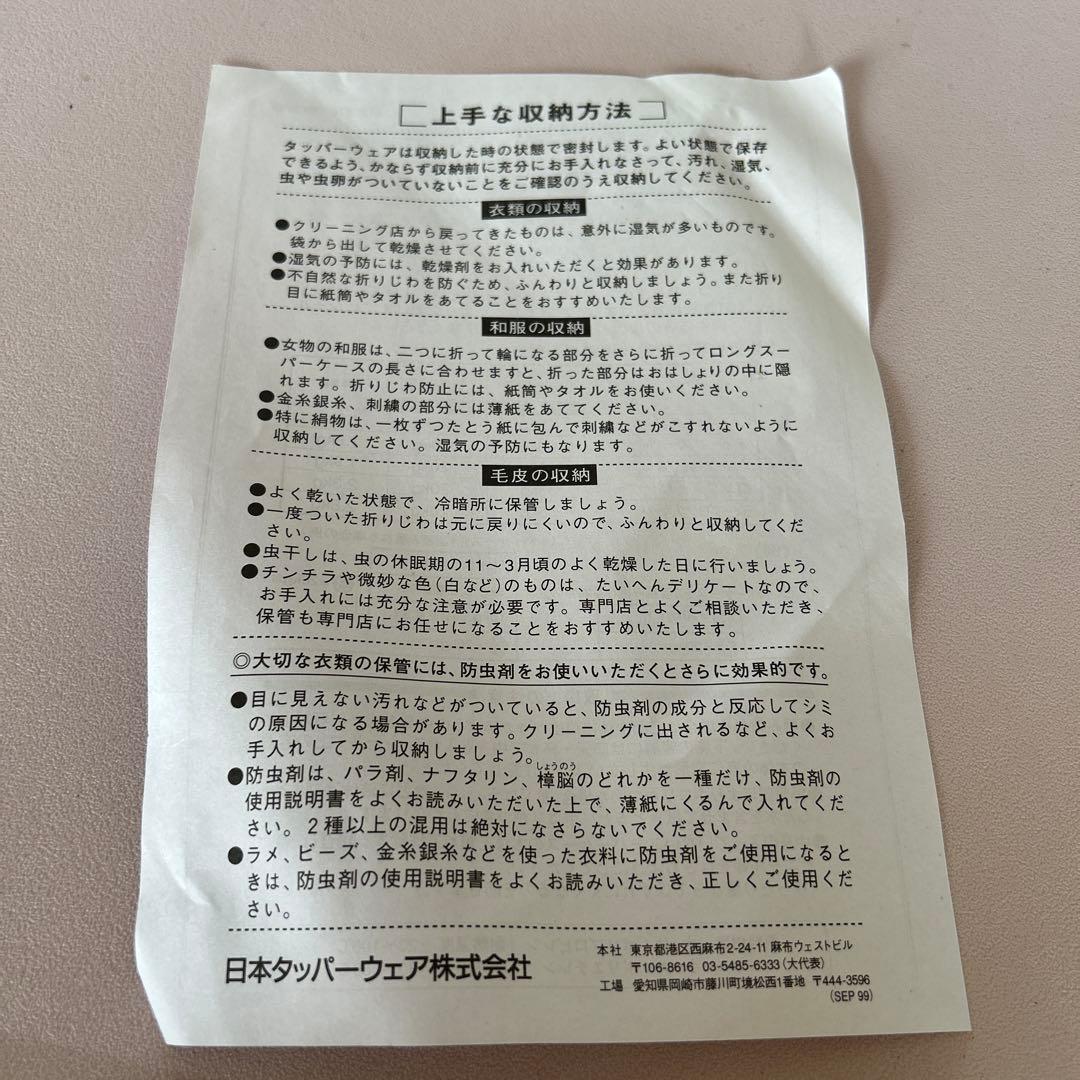 上手な収納方法
タッパーウェアは収納した時の状態で密封します。よい状態で保存
できるよう、かならず収納前に充分にお手入れなさって、汚れ、湿気、
虫や虫卵がついていないことをご確認のうえ収納してください。
衣類の収納
●クリーニング店から戻ってきたものは、意外に湿気が多いものです。
袋から出して乾燥させてください。
●湿気の予防には、乾燥剤をお入れいただくと効果があります。
●不自然な折りじわを防ぐため、ふんわりと収納しましょう。また折り
目に紙筒やタオルをあてることをおすすめいたします。
和服の収納
●女物の和服は、二つに折って輪になる部分をさらに折ってロングスー
パーケースの長さに合わせますと、折った部分はおはしょりの中に隠
れます。折りじわ防止には、紙筒やタオルをお使いください。
●金糸銀糸、刺繍の部分には薄紙をあててください。
●特に絹物は、一枚ずつたとう紙に包んで刺繍などがこすれないように
収納してください。湿気の予防にもなります。
毛皮の収納
●よく乾いた状態で、冷暗所に保管しましょう。
●一度ついた折りじわは元に戻りにくいので、ふんわりと収納してくだ
さい。
●虫干しは、虫の休眠期の11〜3月頃のよく乾燥した日に行いましょう。
●チンチラや微妙な色(白など)のものは、たいへんデリケートなので、
お手入れには充分な注意が必要です。専門店とよくご相談いただき、
保管も専門店にお任せになることをおすすめいたします。
◎大切な衣類の保管には、防虫剤をお使いいただくとさらに効果的です。
●目に見えない汚れなどがついていると、防虫剤の成分と反応してシミ
の原因になる場合があります。クリーニングに出されるなど、よくお
手入れしてから収納しましょう。
しょうのう
●防虫剤は、パラ剤、ナフタリン、樟脳のどれかを一種だけ、防虫剤の
使用説明書をよくお読みいただいた上で、薄紙にくるんで入れてくだ
さい。2種以上の混用は絶対になさらないでください。
●ラメ、ビーズ、金糸銀糸などを使った衣料に防虫剤をご使用になると
きは、防虫剤の使用説明書をよくお読みいただき、正しくご使用くだ
さい。
日本タッパーウェア株式会社
本社 東京都港区西麻布2-24-11 麻布ウェストビル
〒106-8616 03-5485-6333(大代表)
工場 愛知県岡崎市藤川町境松西1番地 〒444-3596
(SEP 99)